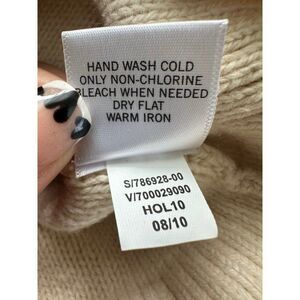 HAND WASH COLD
ONLY NON-CHLORINE
BLEACH WHEN NEEDED
DRY FLAT
WARM IRON
S/786928-00
V/700029090
HOL10
08/10